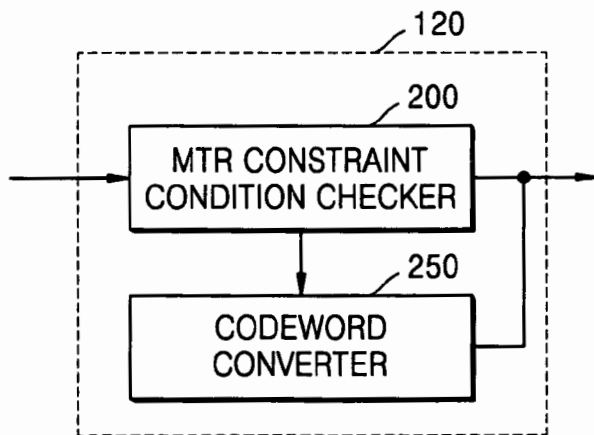 120
200
MTR CONSTRAINT
CONDITION CHECKER
250
CODEWORD
CONVERTER